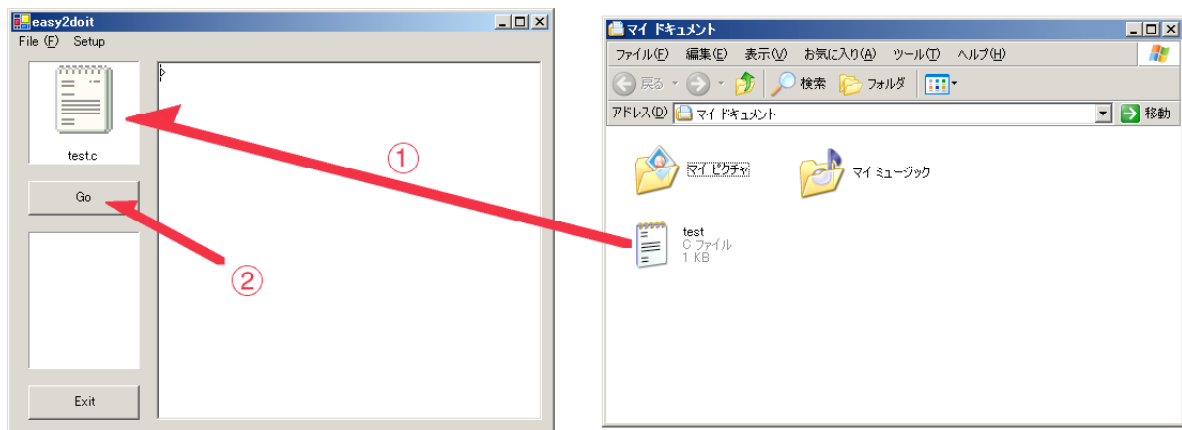 easy2doit
File (F) Setup
test.c
Go
Exit
①
②
マイ ドキュメント
ファイル(F) 編集(E) 表示(V) お気に入り(A) ツール(T) ヘルプ(H)
戻る 検索 フォルダ
アドレス(D) マイ ドキュメント 移動
マイ ピクチャ マイ ミュージック
test
C ファイル
1 KB